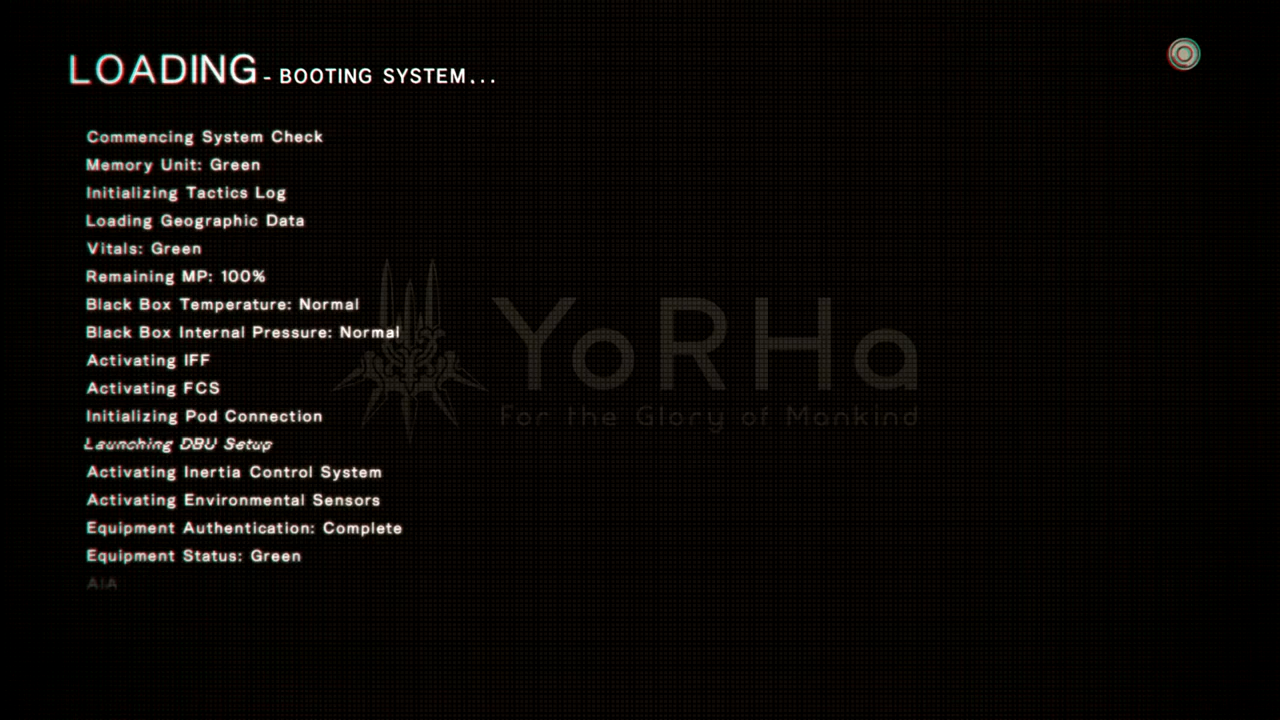 LOADING - BOOTING SYSTEM...
Commencing System Check
Memory Unit: Green
Initializing Tactics Log
Loading Geographic Data
Vitals: Green
Remaining MP: 100%
Black Box Temperature: Normal
Black Box Internal Pressure: Normal
Activating IFF
Activating FCS
Initializing Pod Connection
Launching DBU Setup
Activating Inertia Control System
Activating Environmental Sensors
Equipment Authentication: Complete
Equipment Status: Green
YoRHa
For the Glory of Mankind